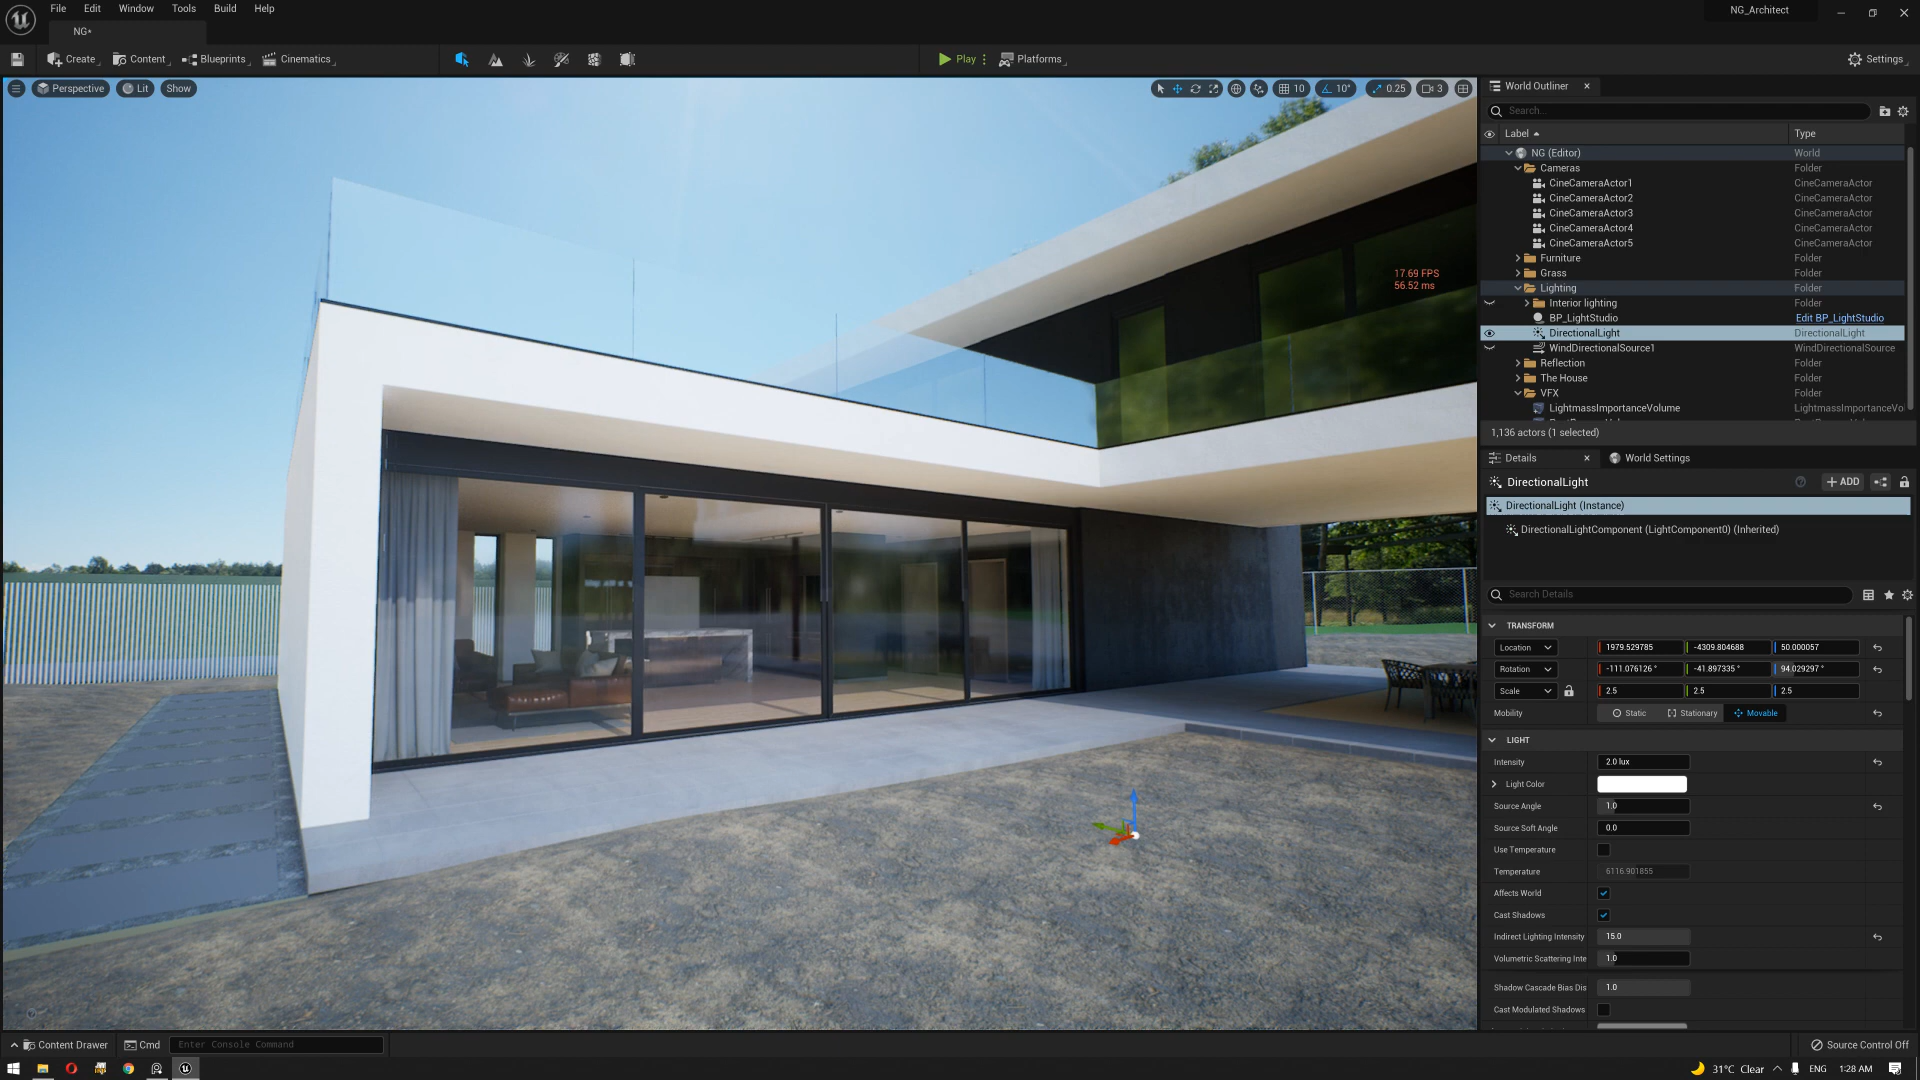 File Edit Window Tools Build Help
NG_Architect
NG*
Create Content Blueprints Cinematics Play Platforms Settings
Perspective Lit Show
10 10° 0.25 3
17.69 FPS
56.52 ms
World Outliner
Search...
Label Type
NG (Editor) World
Cameras Folder
CineCameraActor1 CineCameraActor
CineCameraActor2 CineCameraActor
CineCameraActor3 CineCameraActor
CineCameraActor4 CineCameraActor
CineCameraActor5 CineCameraActor
Furniture Folder
Grass Folder
Lighting Folder
Interior lighting Folder
BP_LightStudio Edit BP_LightStudio
DirectionalLight DirectionalLight
WindDirectionalSource1 WindDirectionalSource
Reflection Folder
The House Folder
VFX Folder
LightmassImportanceVolume LightmassImportanceVo
1,136 actors (1 selected)
Details World Settings
DirectionalLight ADD
DirectionalLight (Instance)
DirectionalLightComponent (LightComponent0) (Inherited)
Search Details
TRANSFORM
Location 1979.529785 -4309.804688 50.000057
Rotation -111.076126 ° -41.897335 ° 94.029297 °
Scale 2.5 2.5 2.5
Mobility Static Stationary Movable
LIGHT
Intensity 2.0 lux
Light Color
Source Angle 1.0
Source Soft Angle 0.0
Use Temperature
Temperature 6116.901855
Affects World
Cast Shadows
Indirect Lighting Intensity 15.0
Volumetric Scattering Inte 1.0
Shadow Cascade Bias Dis 1.0
Cast Modulated Shadows
Content Drawer Cmd Enter Console Command Source Control Off
31°C Clear ENG 1:28 AM